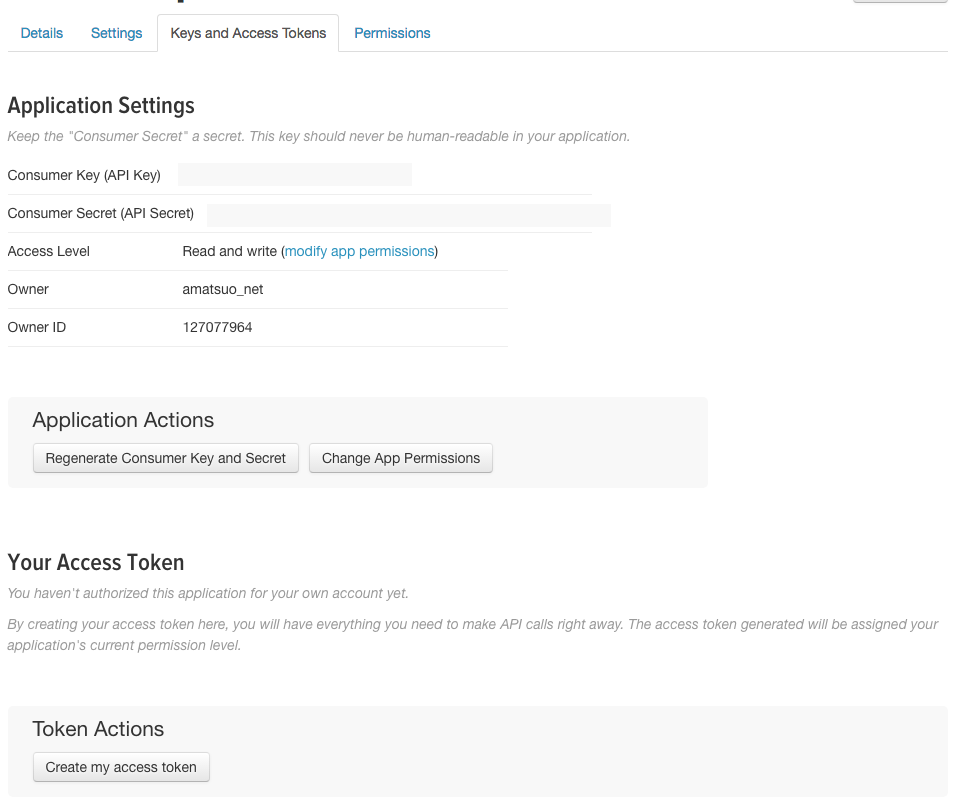 Details Settings Keys and Access Tokens Permissions
Application Settings
Keep the "Consumer Secret" a secret. This key should never be human-readable in your application.
Consumer Key (API Key)
Consumer Secret (API Secret)
Access Level Read and write (modify app permissions)
Owner amatsuo_net
Owner ID 127077964
Application Actions
Regenerate Consumer Key and Secret Change App Permissions
Your Access Token
You haven't authorized this application for your own account yet.
By creating your access token here, you will have everything you need to make API calls right away. The access token generated will be assigned your
application's current permission level.
Token Actions
Create my access token